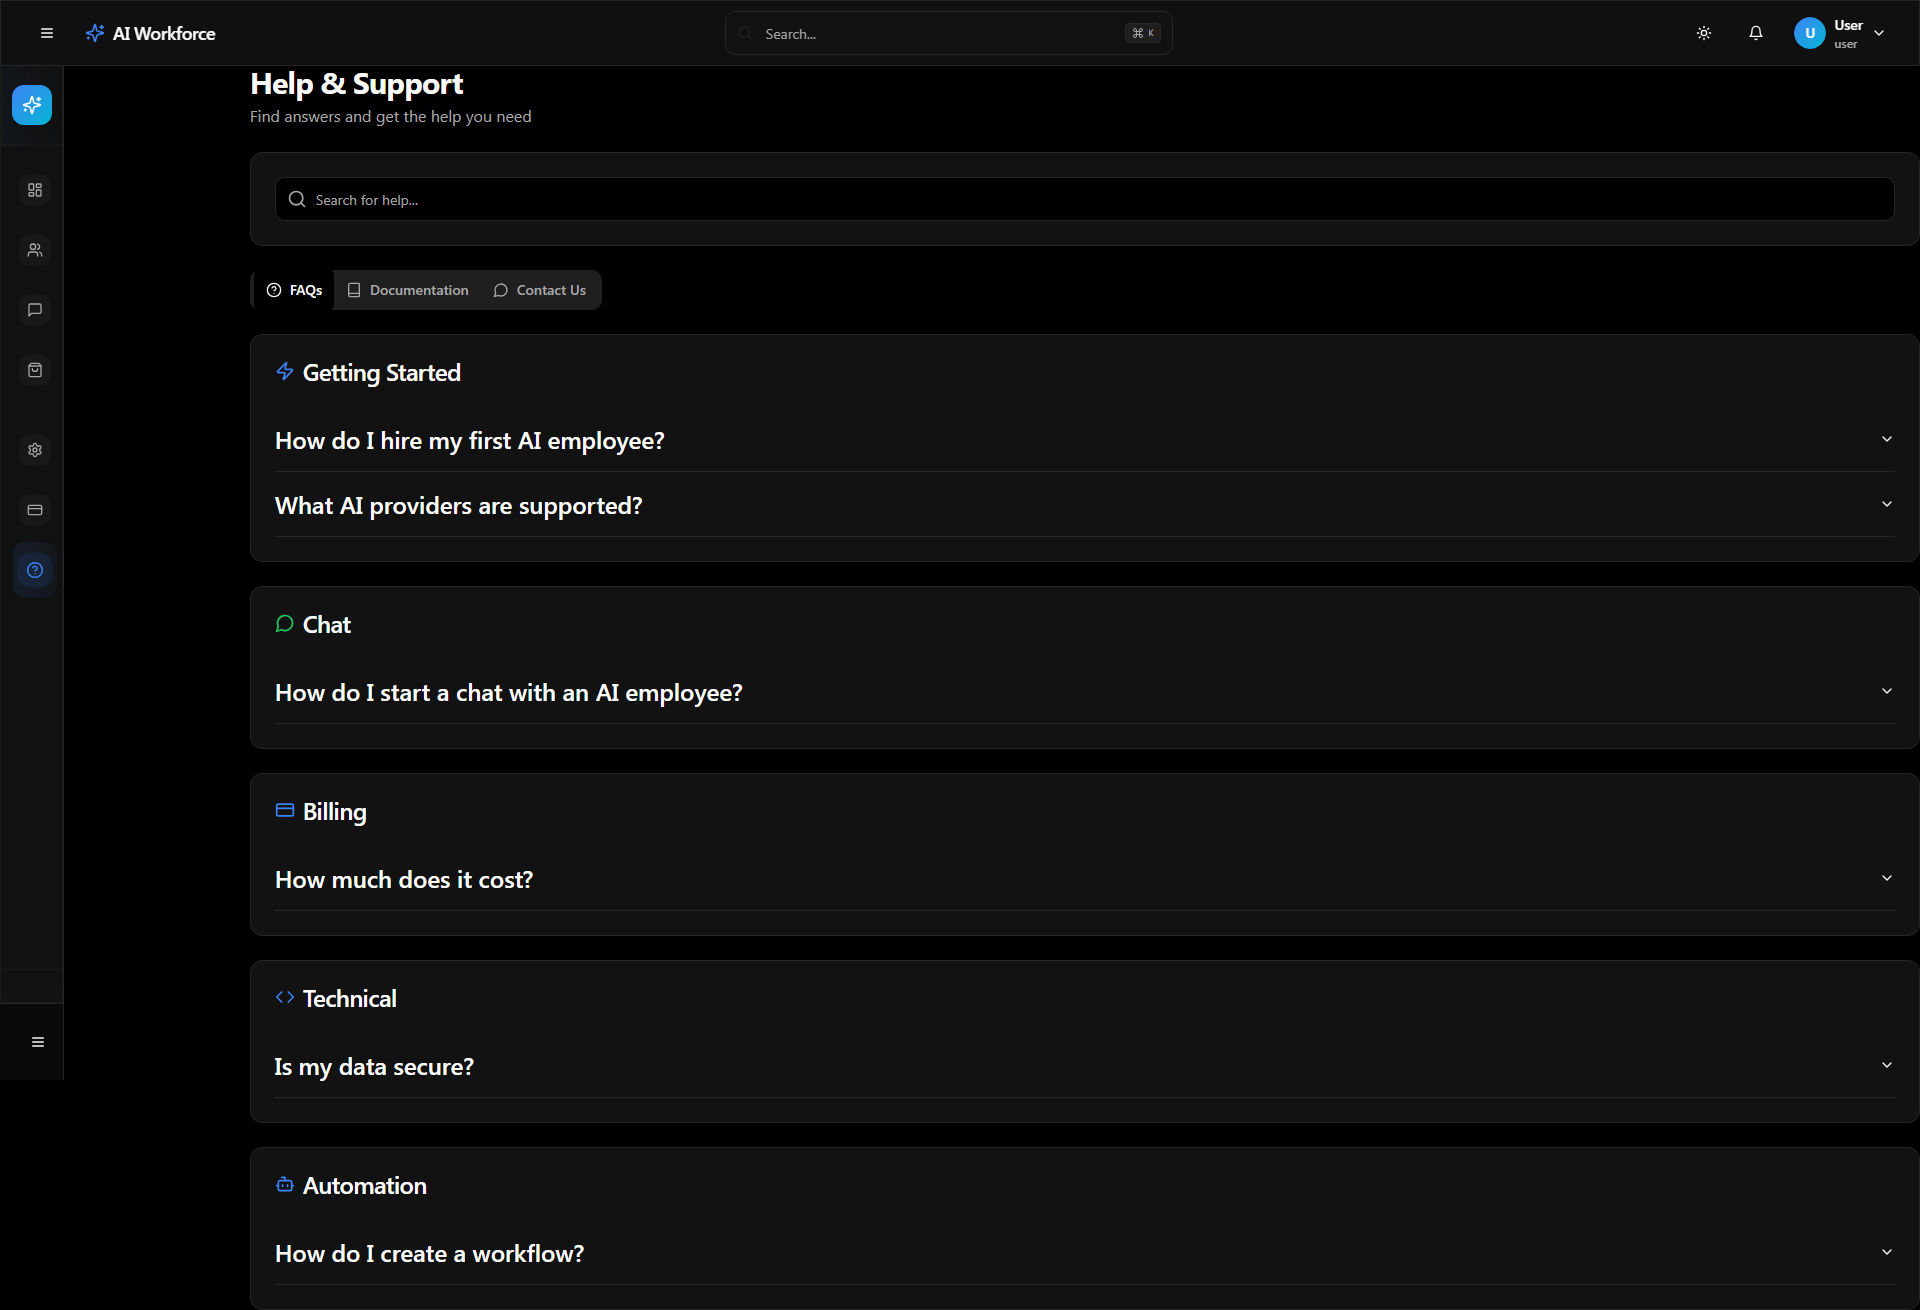 AI Workforce
Search...
⌘ K
U
User
user
Help & Support
Find answers and get the help you need
Search for help...
FAQs
Documentation
Contact Us
Getting Started
How do I hire my first AI employee?
What AI providers are supported?
Chat
How do I start a chat with an AI employee?
Billing
How much does it cost?
Technical
Is my data secure?
Automation
How do I create a workflow?